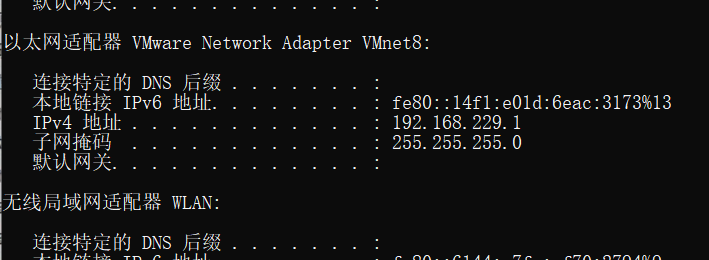 默认网关. . . . . . . . . . . . . :
以太网适配器 VMware Network Adapter VMnet8:
连接特定的 DNS 后缀 . . . . . . . :
本地链接 IPv6 地址. . . . . . . . : fe80::14f1:e01d:6eac:3173%13
IPv4 地址 . . . . . . . . . . . . : 192.168.229.1
子网掩码  . . . . . . . . . . . . : 255.255.255.0
默认网关. . . . . . . . . . . . . :
无线局域网适配器 WLAN:
连接特定的 DNS 后缀 . . . . . . . :